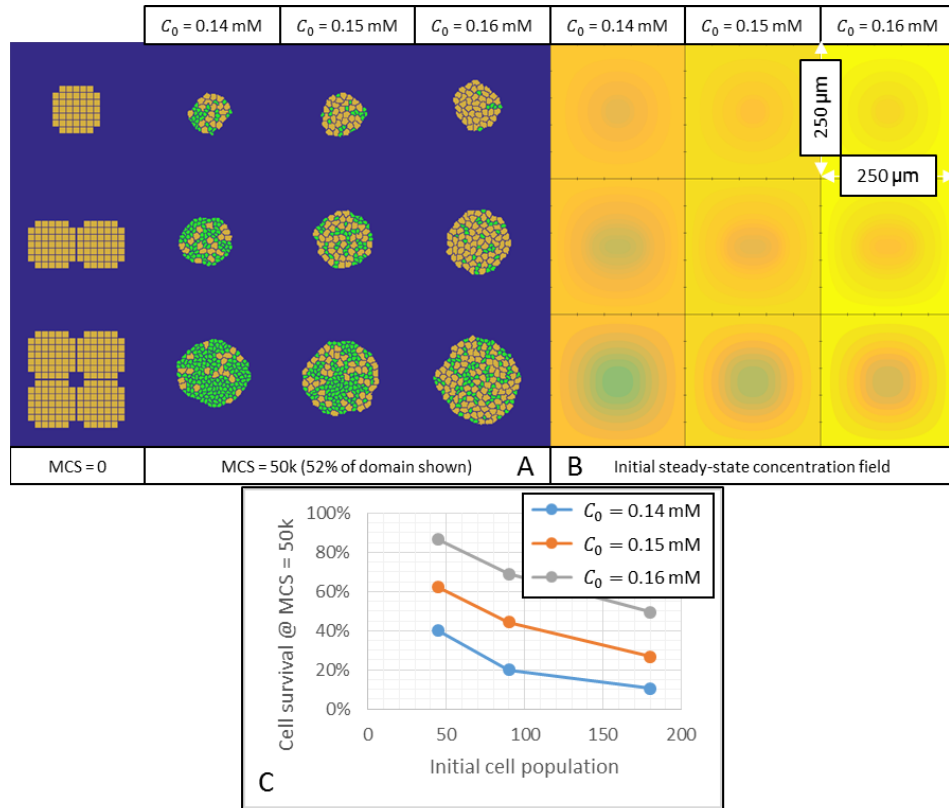 C₀ = 0.14 mM C₀ = 0.15 mM C₀ = 0.16 mM C₀ = 0.14 mM C₀ = 0.15 mM C₀ = 0.16 mM
250 µm
250 µm
MCS = 0 MCS = 50k (52% of domain shown) A B Initial steady-state concentration field
C₀ = 0.14 mM
C₀ = 0.15 mM
C₀ = 0.16 mM
Cell survival @ MCS = 50k
100%
80%
60%
40%
20%
0%
0 50 100 150 200
Initial cell population
C